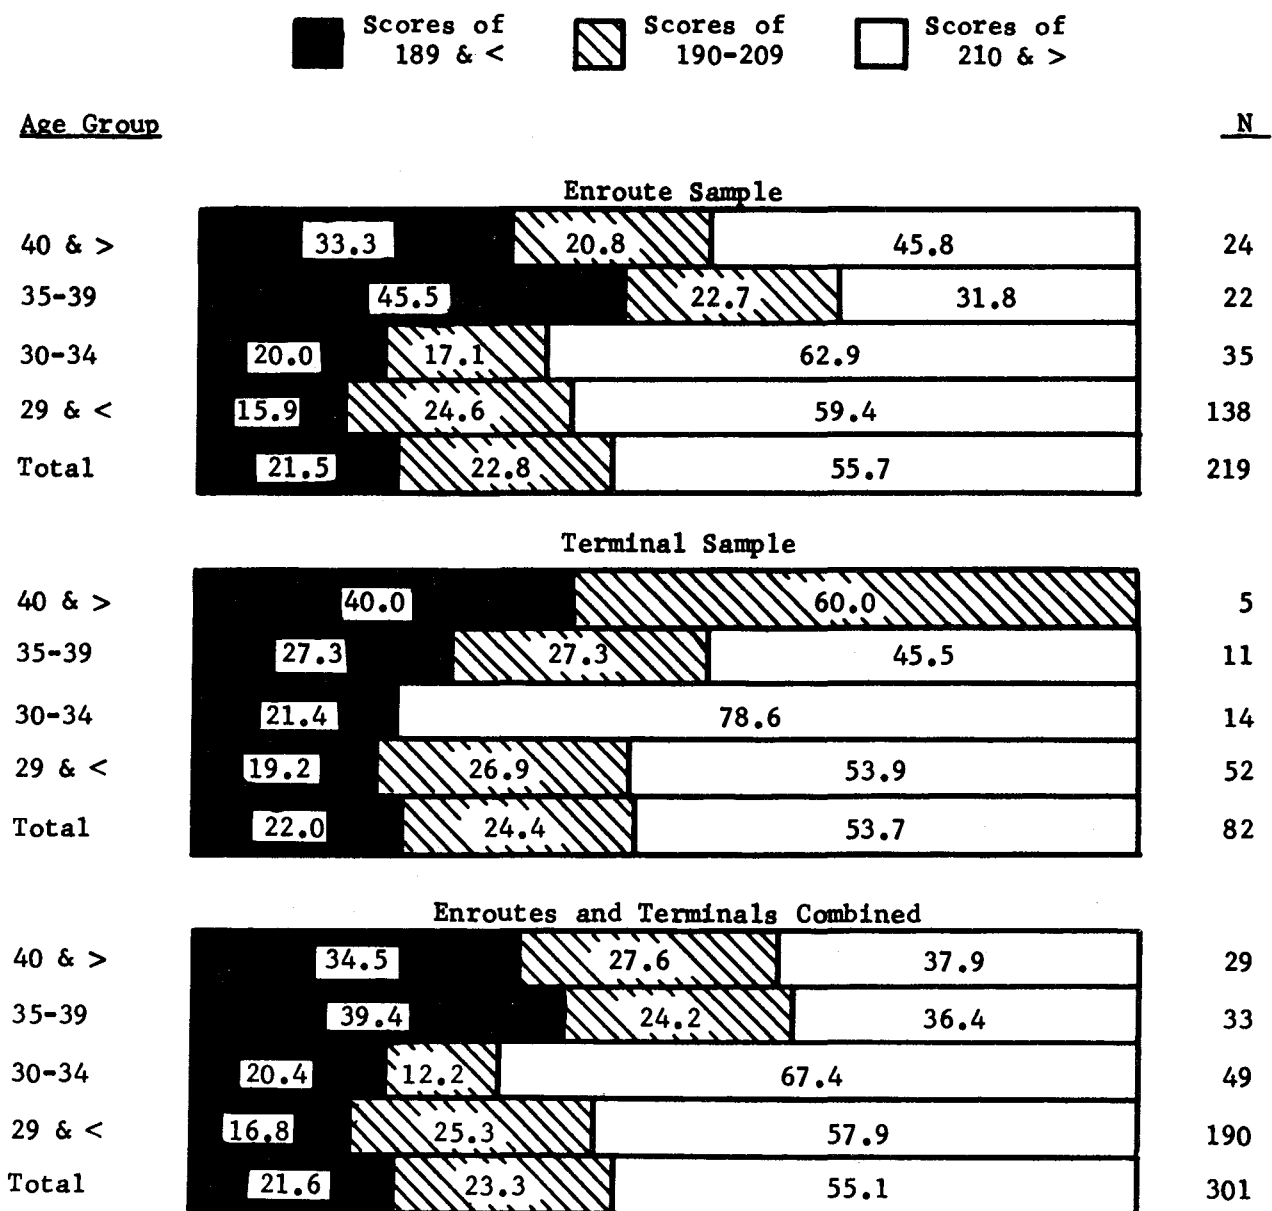 Scores of 189 & <
Scores of 190-209
Scores of 210 & >
Age Group N
Enroute Sample
40 & > 33.3 20.8 45.8 24
35-39 45.5 22.7 31.8 22
30-34 20.0 17.1 62.9 35
29 & < 15.9 24.6 59.4 138
Total 21.5 22.8 55.7 219
Terminal Sample
40 & > 40.0 60.0 5
35-39 27.3 27.3 45.5 11
30-34 21.4 78.6 14
29 & < 19.2 26.9 53.9 52
Total 22.0 24.4 53.7 82
Enroutes and Terminals Combined
40 & > 34.5 27.6 37.9 29
35-39 39.4 24.2 36.4 33
30-34 20.4 12.2 67.4 49
29 & < 16.8 25.3 57.9 190
Total 21.6 23.3 55.1 301